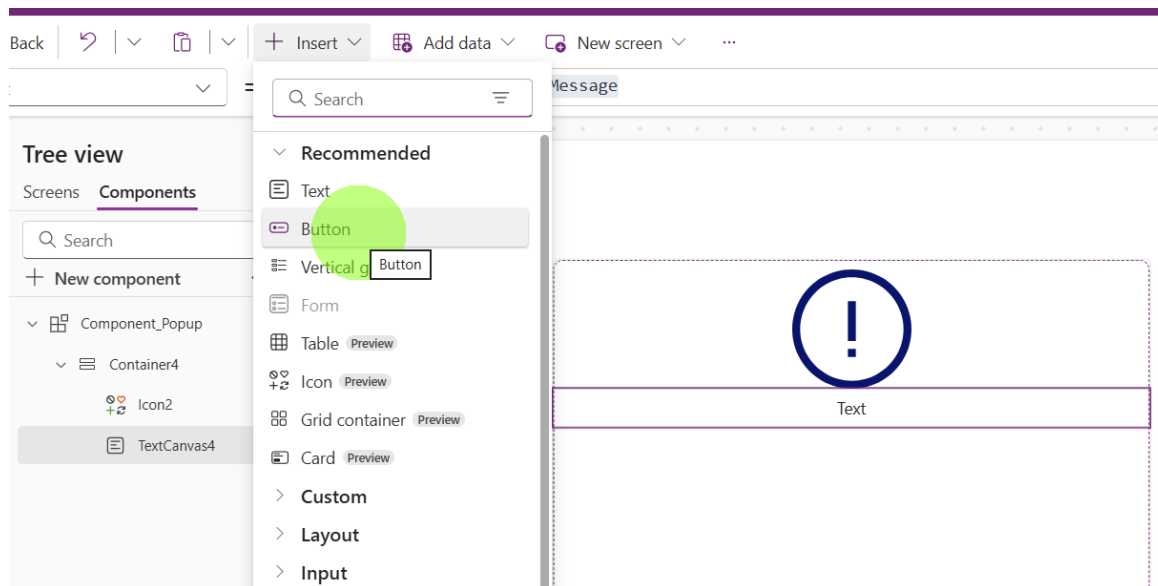 Back Insert Add data New screen ...
= Message
Search
Tree view
Screens Components
Search
New component
Component_Popup
Container4
Icon2
TextCanvas4
Recommended
Text
Button
Button
Vertical g
Form
Table Preview
Icon Preview
Grid container Preview
Card Preview
Custom
Layout
Input
!
Text